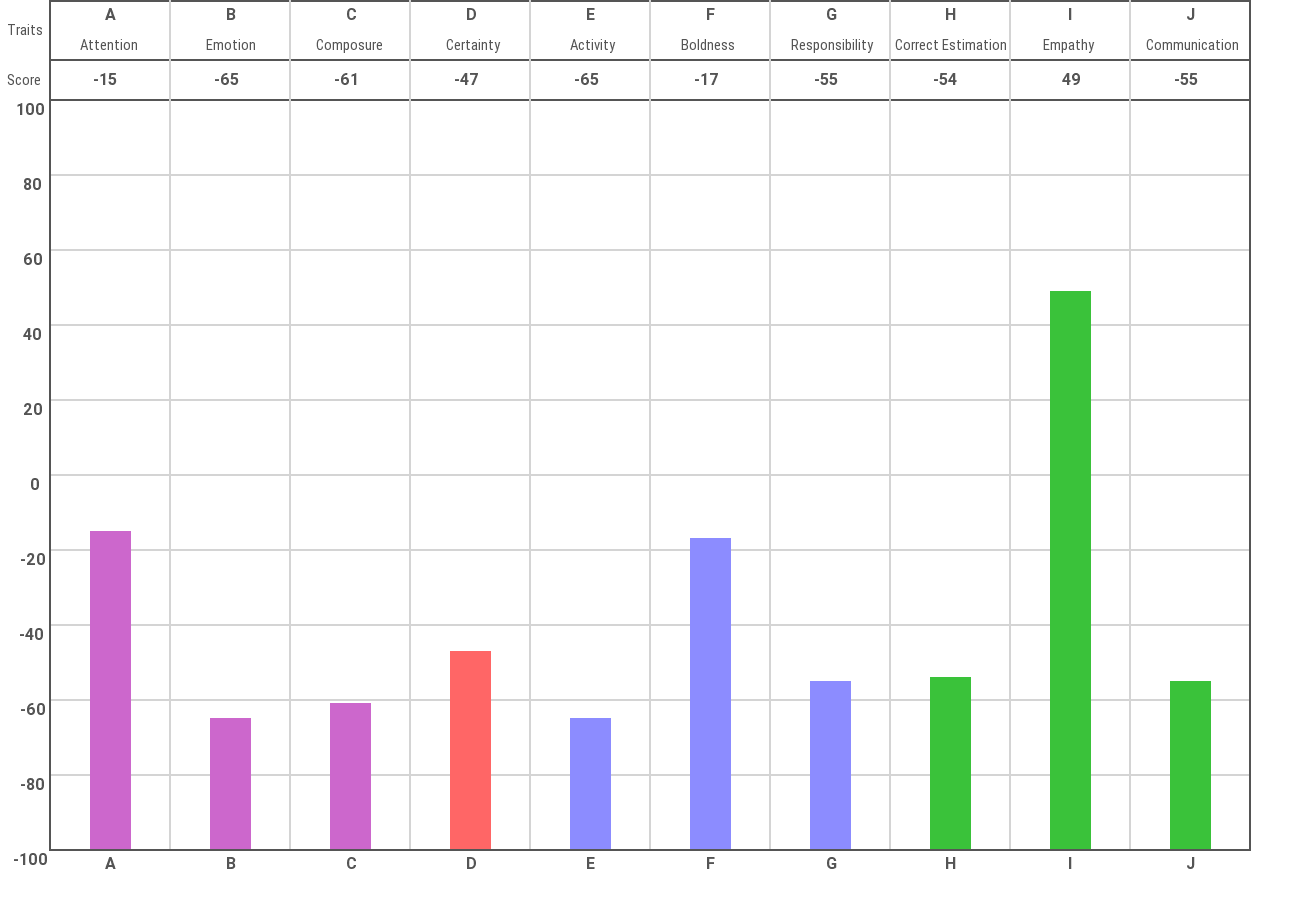 A B C D E F G H I J
Traits Attention Emotion Composure Certainty Activity Boldness Responsibility Correct Estimation Empathy Communication
Score -15 -65 -61 -47 -65 -17 -55 -54 49 -55
100
80
60
40
20
0
-20
-40
-60
-80
-100
A B C D E F G H I J